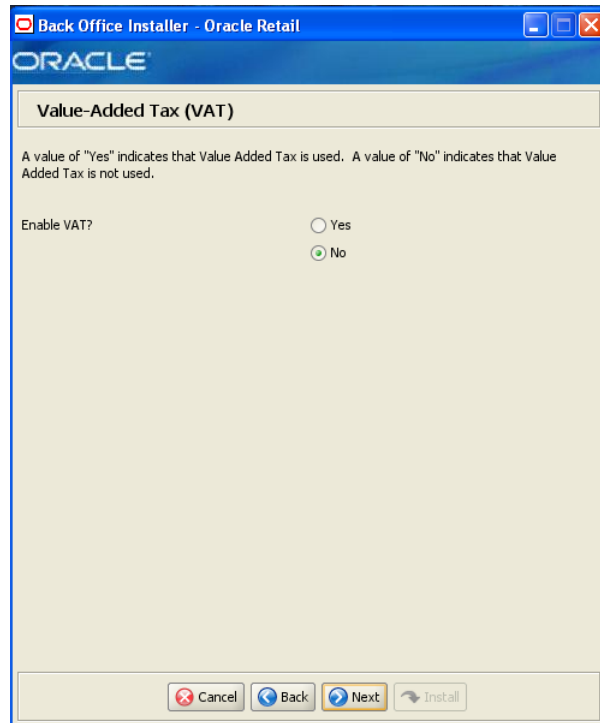 Back Office Installer - Oracle Retail
ORACLE
Value-Added Tax (VAT)
A value of "Yes" indicates that Value Added Tax is used.  A value of "No" indicates that Value
Added Tax is not used.
Enable VAT?
Yes
No
Cancel
Back
Next
Install